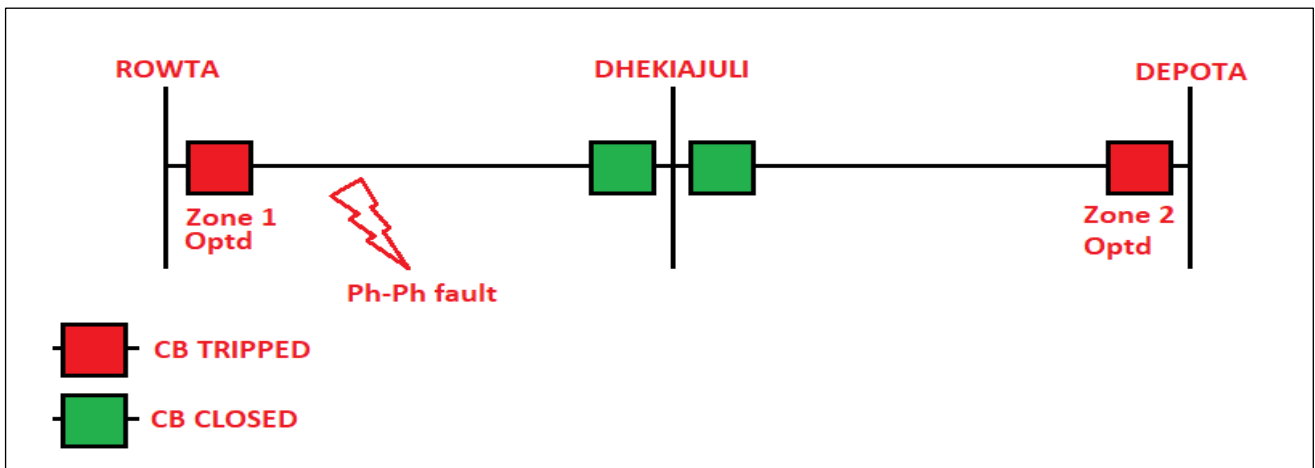 ROWTA
DHEKIAJULI
DEPOTA
Zone 1
Optd
Zone 2
Optd
Ph-Ph fault
CB TRIPPED
CB CLOSED